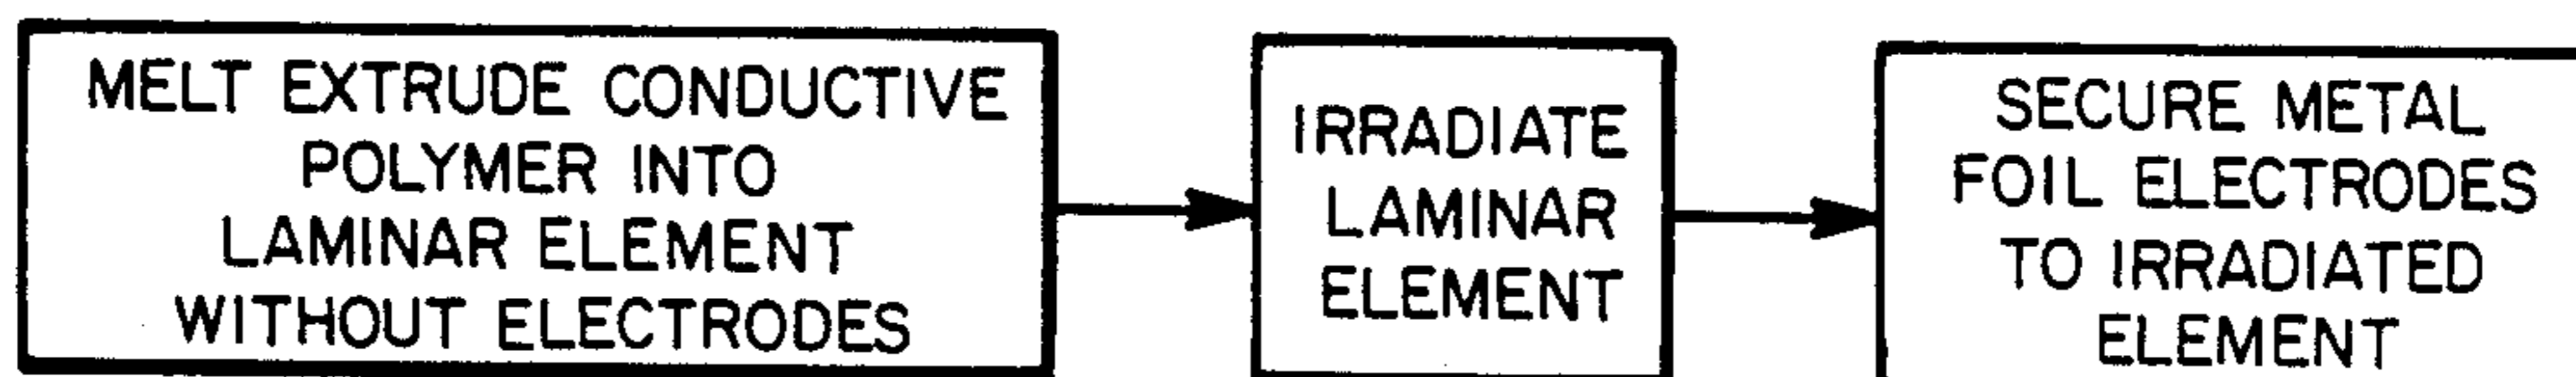 MELT EXTRUDE CONDUCTIVE
POLYMER INTO
LAMINAR ELEMENT
WITHOUT ELECTRODES
IRRADIATE
LAMINAR
ELEMENT
SECURE METAL
FOIL ELECTRODES
TO IRRADIATED
ELEMENT